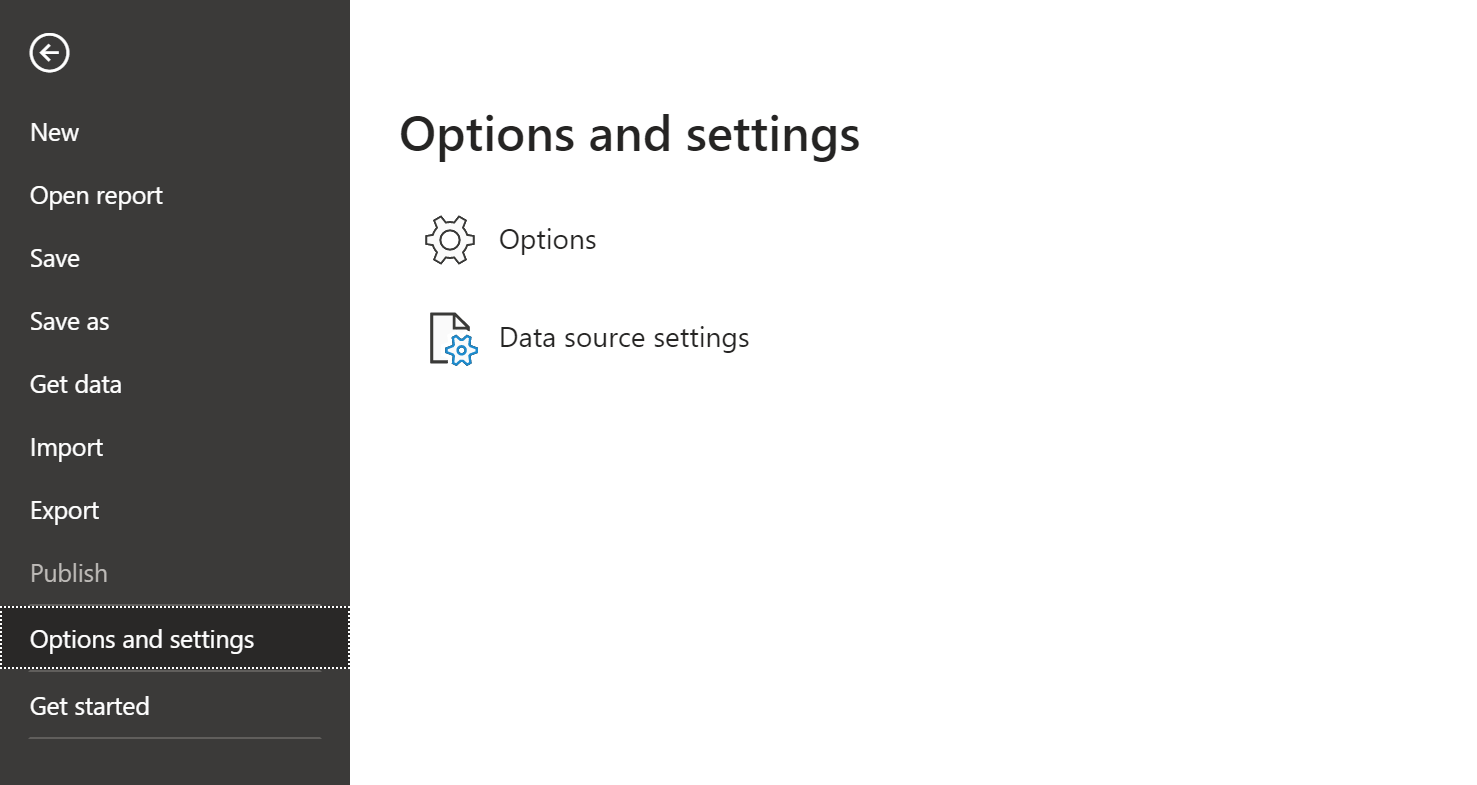 New
Open report
Save
Save as
Get data
Import
Export
Publish
Options and settings
Get started
Options and settings
Options
Data source settings